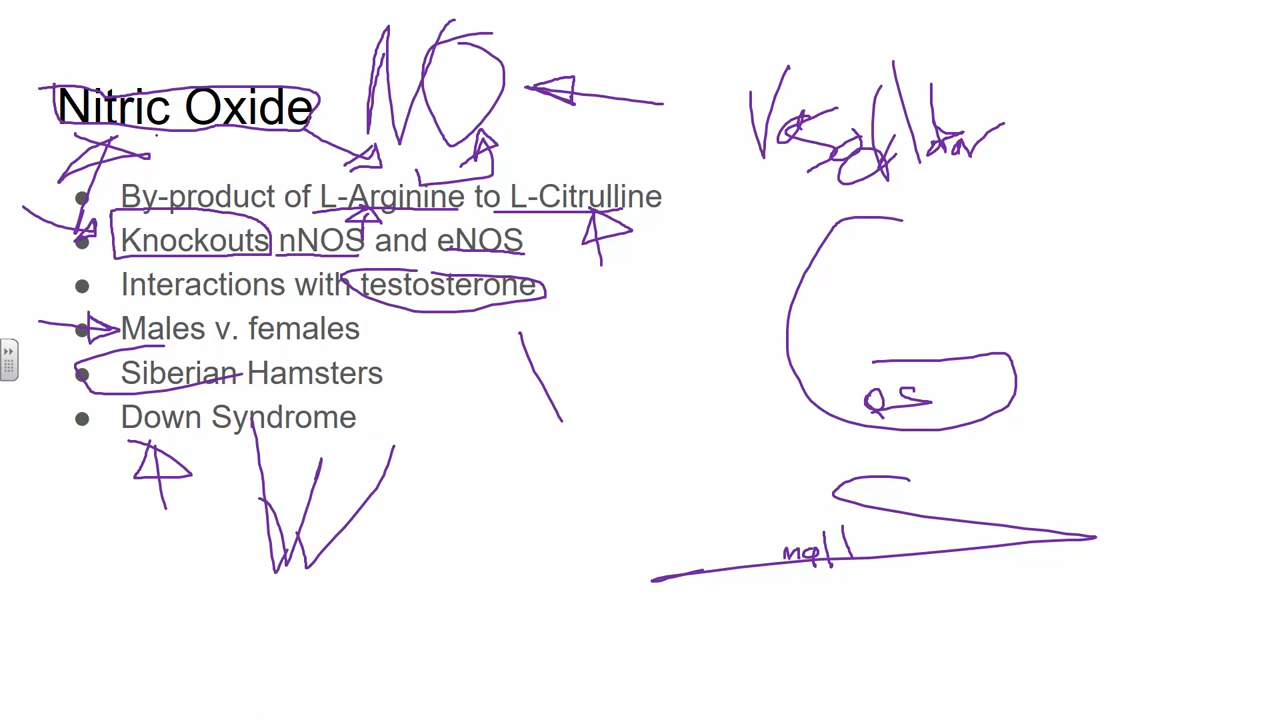 NO
Nitric Oxide
By-product of L-Arginine to L-Citrulline
Knockouts nNOS and eNOS
Interactions with testosterone
Males v. females
Siberian Hamsters
Down Syndrome